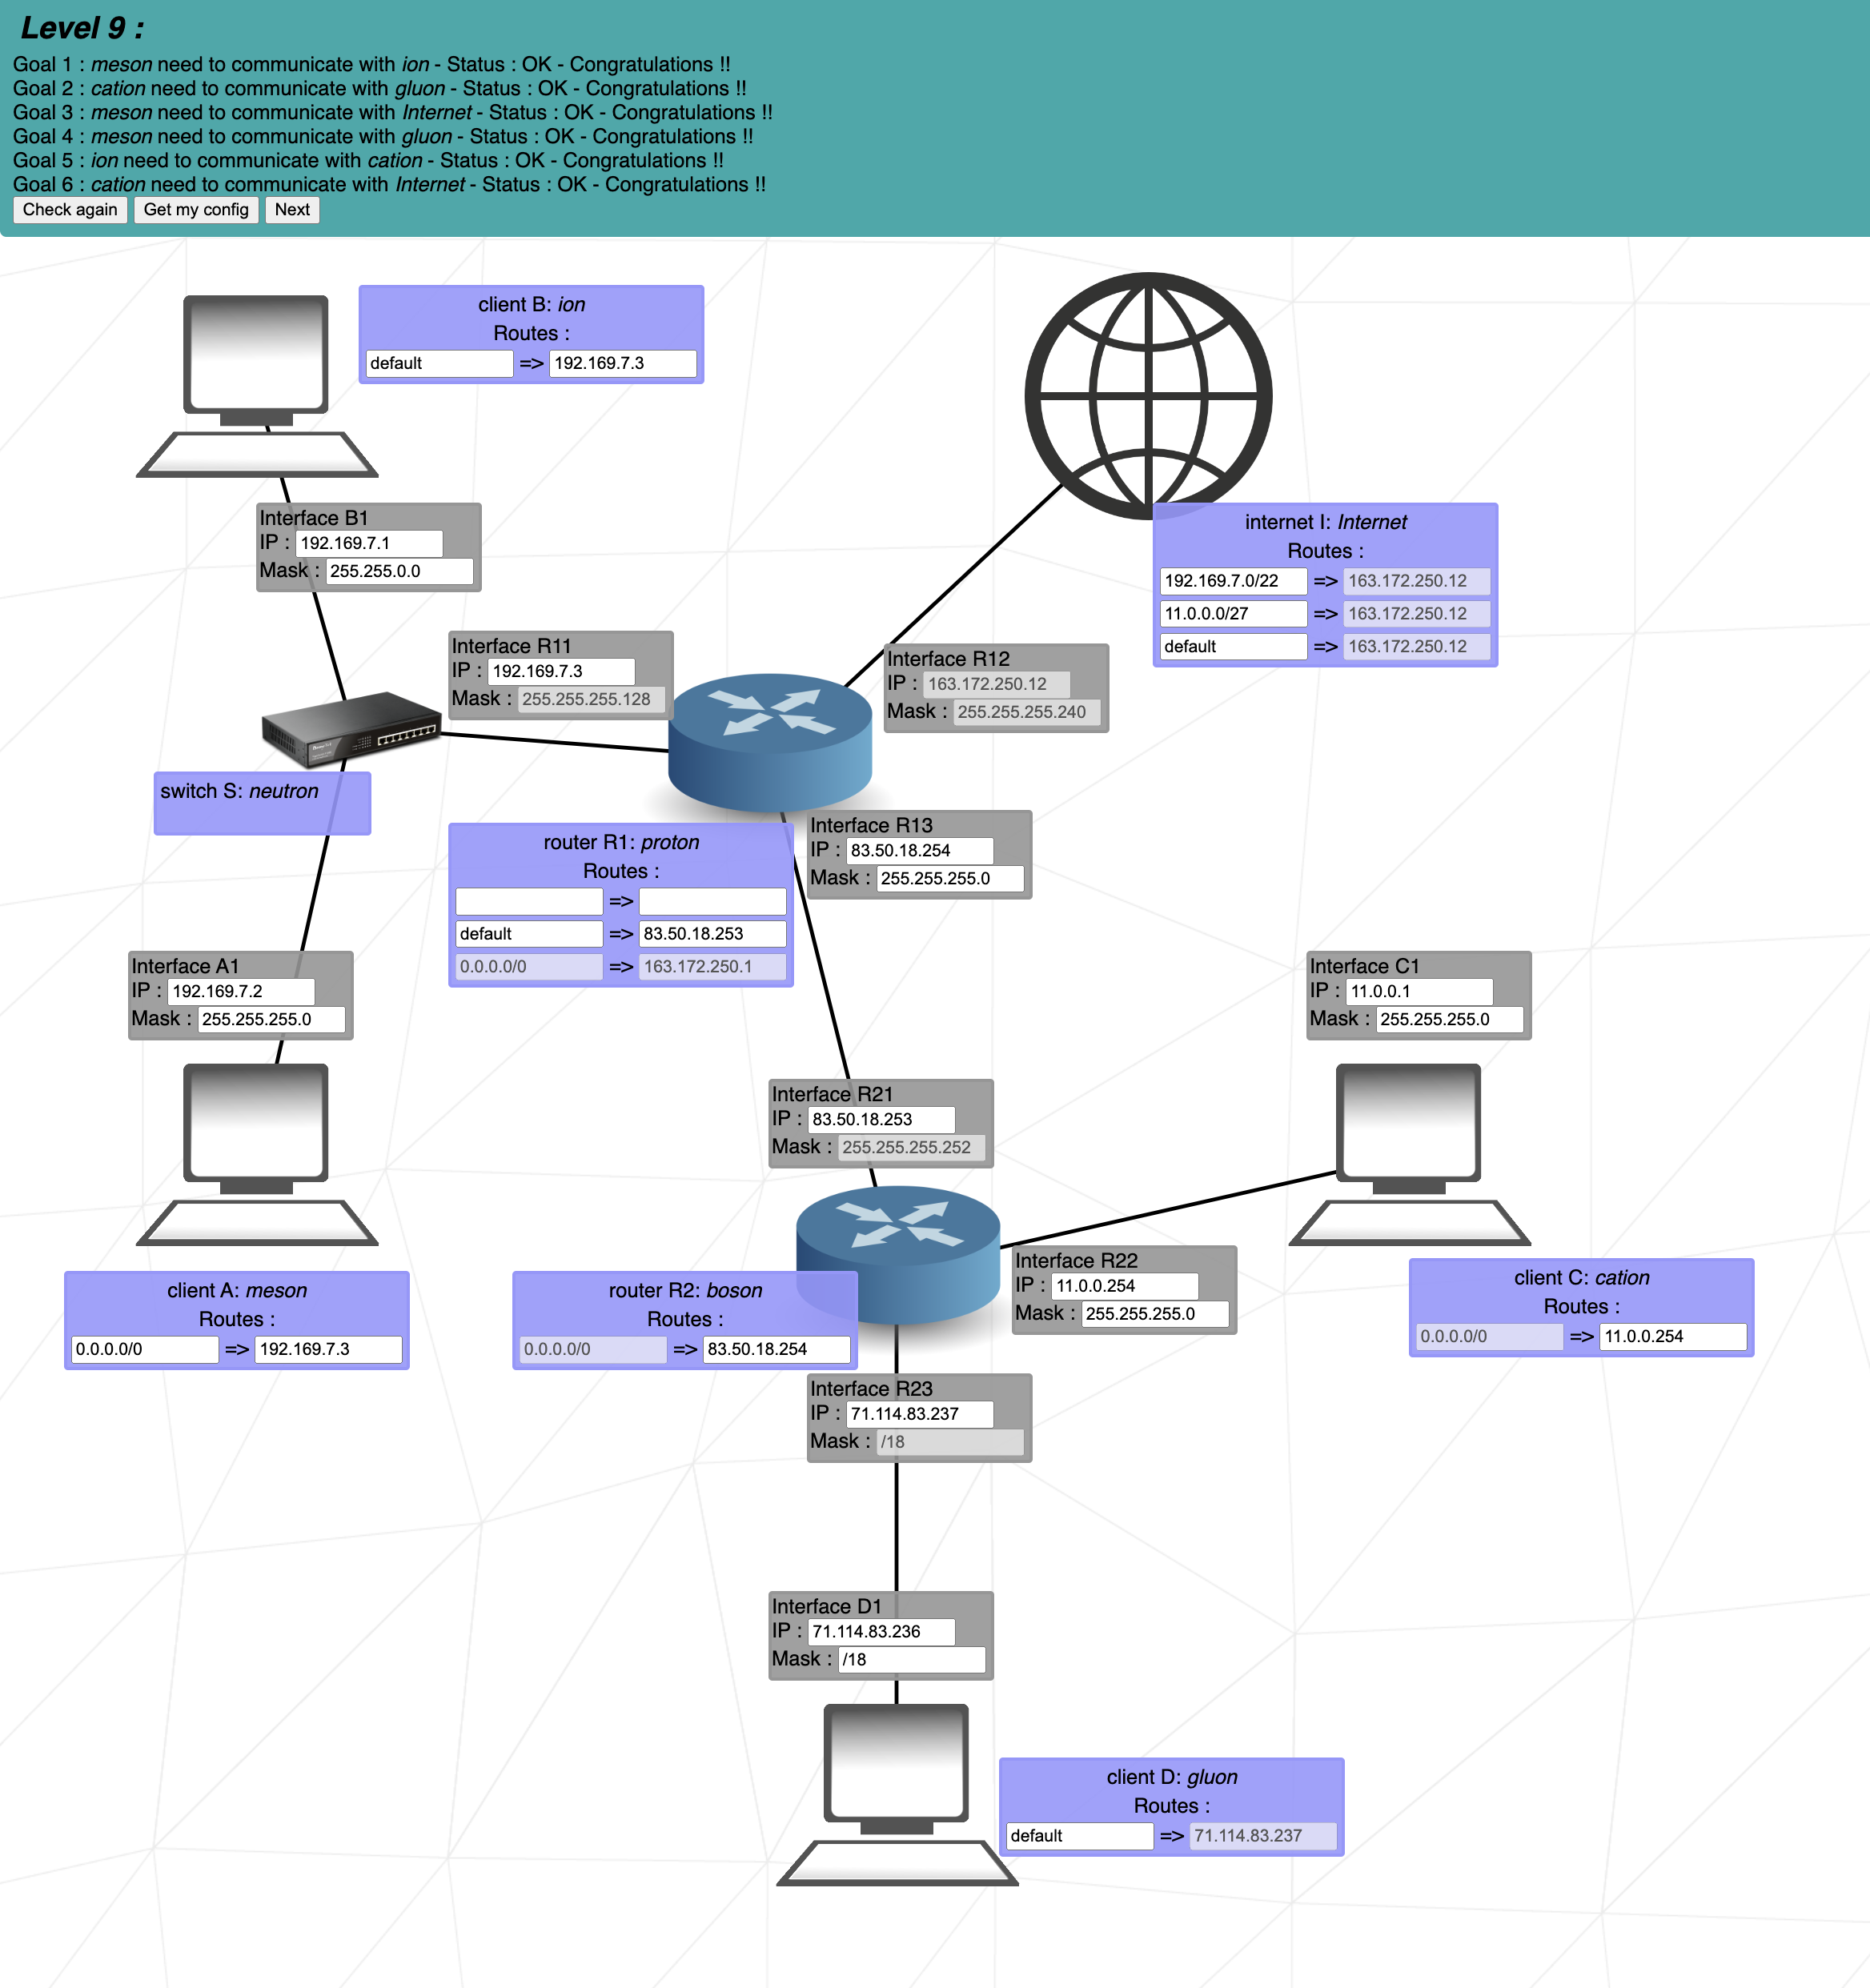 Level 9 :
Goal 1 : meson need to communicate with ion - Status : OK - Congratulations !!
Goal 2 : cation need to communicate with gluon - Status : OK - Congratulations !!
Goal 3 : meson need to communicate with Internet - Status : OK - Congratulations !!
Goal 4 : meson need to communicate with gluon - Status : OK - Congratulations !!
Goal 5 : ion need to communicate with cation - Status : OK - Congratulations !!
Goal 6 : cation need to communicate with Internet - Status : OK - Congratulations !!
Check again Get my config Next
client B: ion
Routes :
default => 192.169.7.3
Interface B1
IP : 192.169.7.1
Mask : 255.255.0.0
internet I: Internet
Routes :
192.169.7.0/22 => 163.172.250.12
11.0.0.0/27 => 163.172.250.12
default => 163.172.250.12
Interface R11
IP : 192.169.7.3
Mask : 255.255.255.128
Interface R12
IP : 163.172.250.12
Mask : 255.255.255.240
switch S: neutron
Interface R13
IP : 83.50.18.254
Mask : 255.255.255.0
router R1: proton
Routes :
=>
default => 83.50.18.253
0.0.0.0/0 => 163.172.250.1
Interface A1
IP : 192.169.7.2
Mask : 255.255.255.0
Interface C1
IP : 11.0.0.1
Mask : 255.255.255.0
Interface R21
IP : 83.50.18.253
Mask : 255.255.255.252
client A: meson
Routes :
0.0.0.0/0 => 192.169.7.3
router R2: boson
Routes :
0.0.0.0/0 => 83.50.18.254
Interface R22
IP : 11.0.0.254
Mask : 255.255.255.0
client C: cation
Routes :
0.0.0.0/0 => 11.0.0.254
Interface R23
IP : 71.114.83.237
Mask : /18
Interface D1
IP : 71.114.83.236
Mask : /18
client D: gluon
Routes :
default => 71.114.83.237